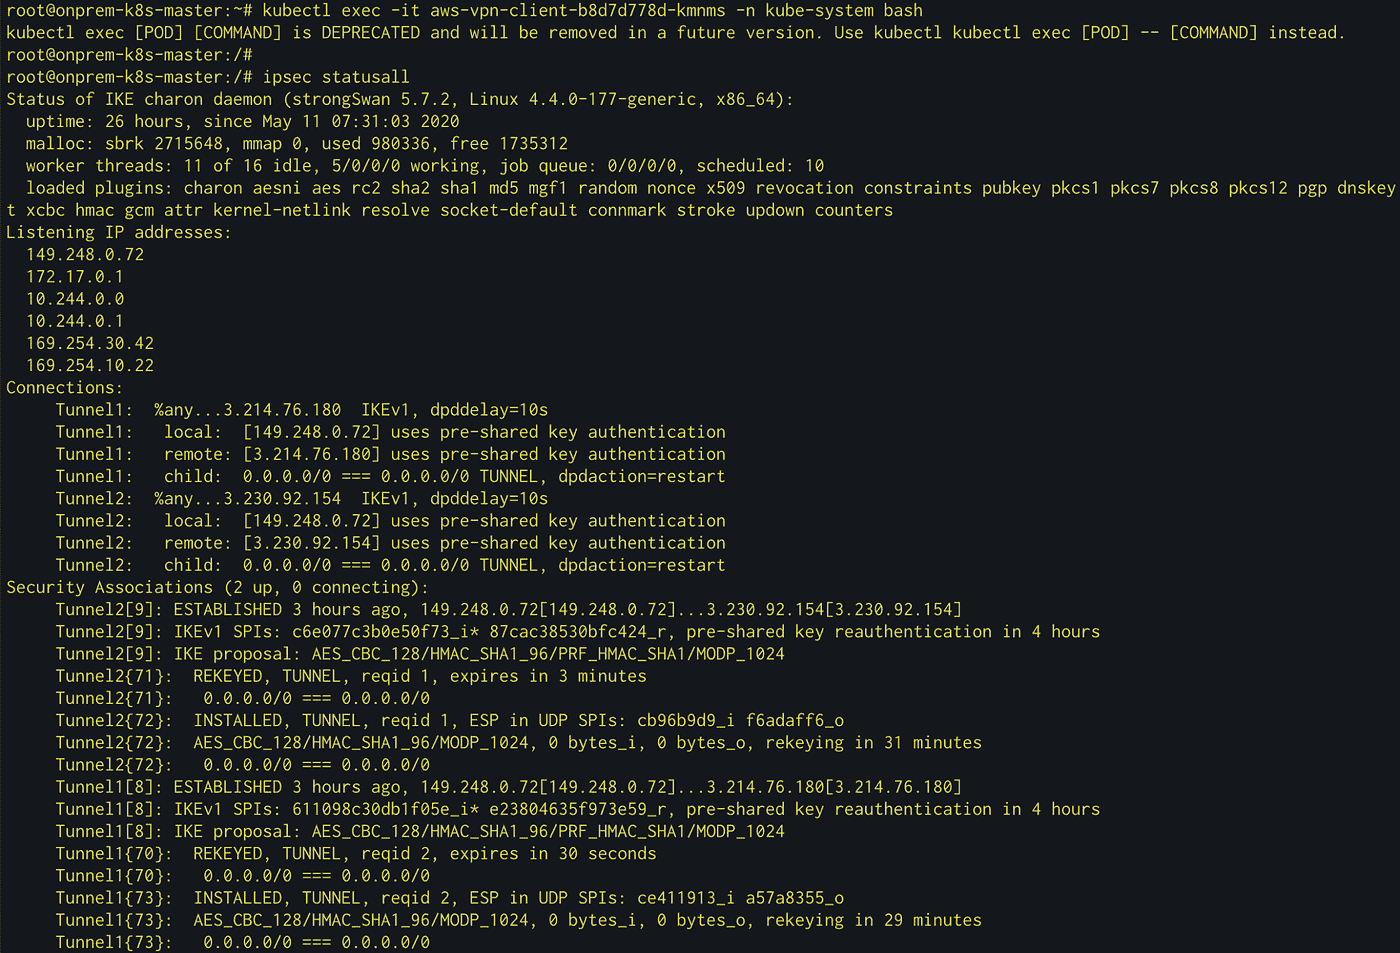 root@onprem-k8s-master:~# kubectl exec -it aws-vpn-client-b8d7d778d-kmnms -n kube-system bash
kubectl exec [POD] [COMMAND] is DEPRECATED and will be removed in a future version. Use kubectl kubectl exec [POD] -- [COMMAND] instead.
root@onprem-k8s-master:/#
root@onprem-k8s-master:/# ipsec statusall
Status of IKE charon daemon (strongSwan 5.7.2, Linux 4.4.0-177-generic, x86_64):
  uptime: 26 hours, since May 11 07:31:03 2020
  malloc: sbrk 2715648, mmap 0, used 980336, free 1735312
  worker threads: 11 of 16 idle, 5/0/0/0 working, job queue: 0/0/0/0, scheduled: 10
  loaded plugins: charon aesni aes rc2 sha2 sha1 md5 mgf1 random nonce x509 revocation constraints pubkey pkcs1 pkcs7 pkcs8 pkcs12 pgp dnskey
t xcbc hmac gcm attr kernel-netlink resolve socket-default connmark stroke updown counters
Listening IP addresses:
  149.248.0.72
  172.17.0.1
  10.244.0.0
  10.244.0.1
  169.254.30.42
  169.254.10.22
Connections:
     Tunnel1:  %any...3.214.76.180  IKEv1, dpddelay=10s
     Tunnel1:   local:  [149.248.0.72] uses pre-shared key authentication
     Tunnel1:   remote: [3.214.76.180] uses pre-shared key authentication
     Tunnel1:   child:  0.0.0.0/0 === 0.0.0.0/0 TUNNEL, dpdaction=restart
     Tunnel2:  %any...3.230.92.154  IKEv1, dpddelay=10s
     Tunnel2:   local:  [149.248.0.72] uses pre-shared key authentication
     Tunnel2:   remote: [3.230.92.154] uses pre-shared key authentication
     Tunnel2:   child:  0.0.0.0/0 === 0.0.0.0/0 TUNNEL, dpdaction=restart
Security Associations (2 up, 0 connecting):
     Tunnel2[9]: ESTABLISHED 3 hours ago, 149.248.0.72[149.248.0.72]...3.230.92.154[3.230.92.154]
     Tunnel2[9]: IKEv1 SPIs: c6e077c3b0e50f73_i* 87cac38530bfc424_r, pre-shared key reauthentication in 4 hours
     Tunnel2[9]: IKE proposal: AES_CBC_128/HMAC_SHA1_96/PRF_HMAC_SHA1/MODP_1024
     Tunnel2{71}:  REKEYED, TUNNEL, reqid 1, expires in 3 minutes
     Tunnel2{71}:   0.0.0.0/0 === 0.0.0.0/0
     Tunnel2{72}:  INSTALLED, TUNNEL, reqid 1, ESP in UDP SPIs: cb96b9d9_i f6adaff6_o
     Tunnel2{72}:  AES_CBC_128/HMAC_SHA1_96/MODP_1024, 0 bytes_i, 0 bytes_o, rekeying in 31 minutes
     Tunnel2{72}:   0.0.0.0/0 === 0.0.0.0/0
     Tunnel1[8]: ESTABLISHED 3 hours ago, 149.248.0.72[149.248.0.72]...3.214.76.180[3.214.76.180]
     Tunnel1[8]: IKEv1 SPIs: 611098c30db1f05e_i* e23804635f973e59_r, pre-shared key reauthentication in 4 hours
     Tunnel1[8]: IKE proposal: AES_CBC_128/HMAC_SHA1_96/PRF_HMAC_SHA1/MODP_1024
     Tunnel1{70}:  REKEYED, TUNNEL, reqid 2, expires in 30 seconds
     Tunnel1{70}:   0.0.0.0/0 === 0.0.0.0/0
     Tunnel1{73}:  INSTALLED, TUNNEL, reqid 2, ESP in UDP SPIs: ce411913_i a57a8355_o
     Tunnel1{73}:  AES_CBC_128/HMAC_SHA1_96/MODP_1024, 0 bytes_i, 0 bytes_o, rekeying in 29 minutes
     Tunnel1{73}:   0.0.0.0/0 === 0.0.0.0/0